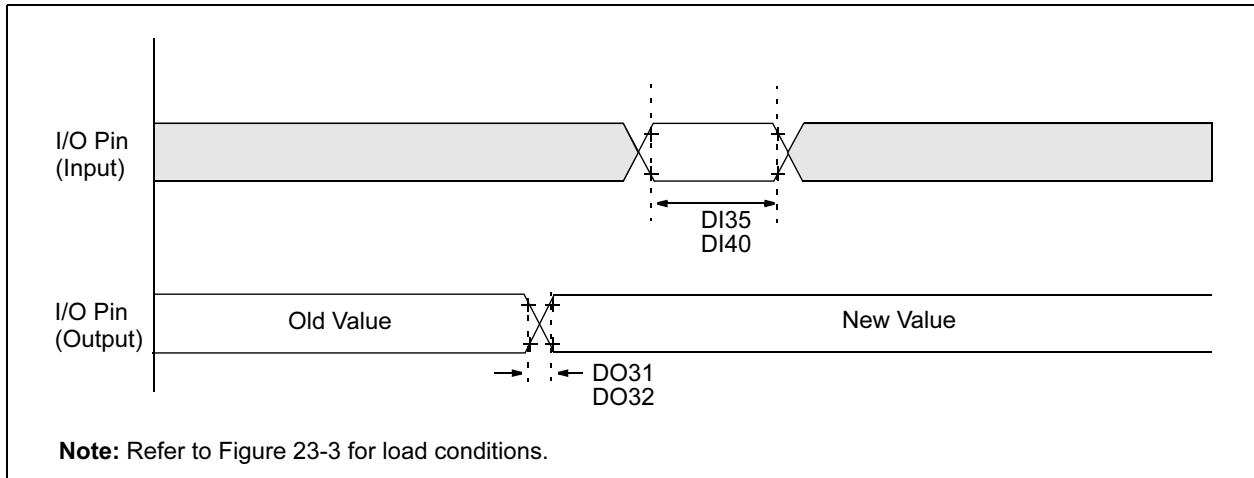 I/O Pin
(Input)
DI35
DI40
I/O Pin
(Output)
Old Value
New Value
DO31
DO32
Note: Refer to Figure 23-3 for load conditions.